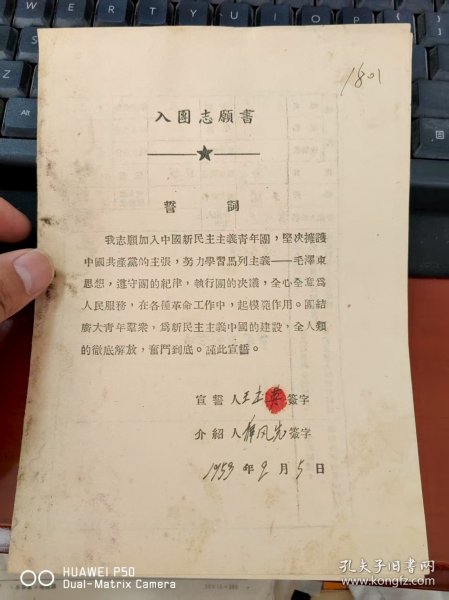 1801
入團志願書
誓詞
我志願加入中國新民主主義青年團，堅决擁護
中國共產黨的主張，努力學習馬列主義——毛澤東
思想，遵守團的紀律，執行團的决議，全心全意爲
人民服務，在各種革命工作中，起模範作用。團結
廣大青年羣衆，爲新民主主義中國的建設，全人類
的徹底解放，奮鬥到底。謹此宣誓。
宣誓人王志英簽字
介紹人 簽字
1953年9月5日
HUAWEI P50
Dual-Matrix Camera
孔夫子旧书网
www.kongfz.com